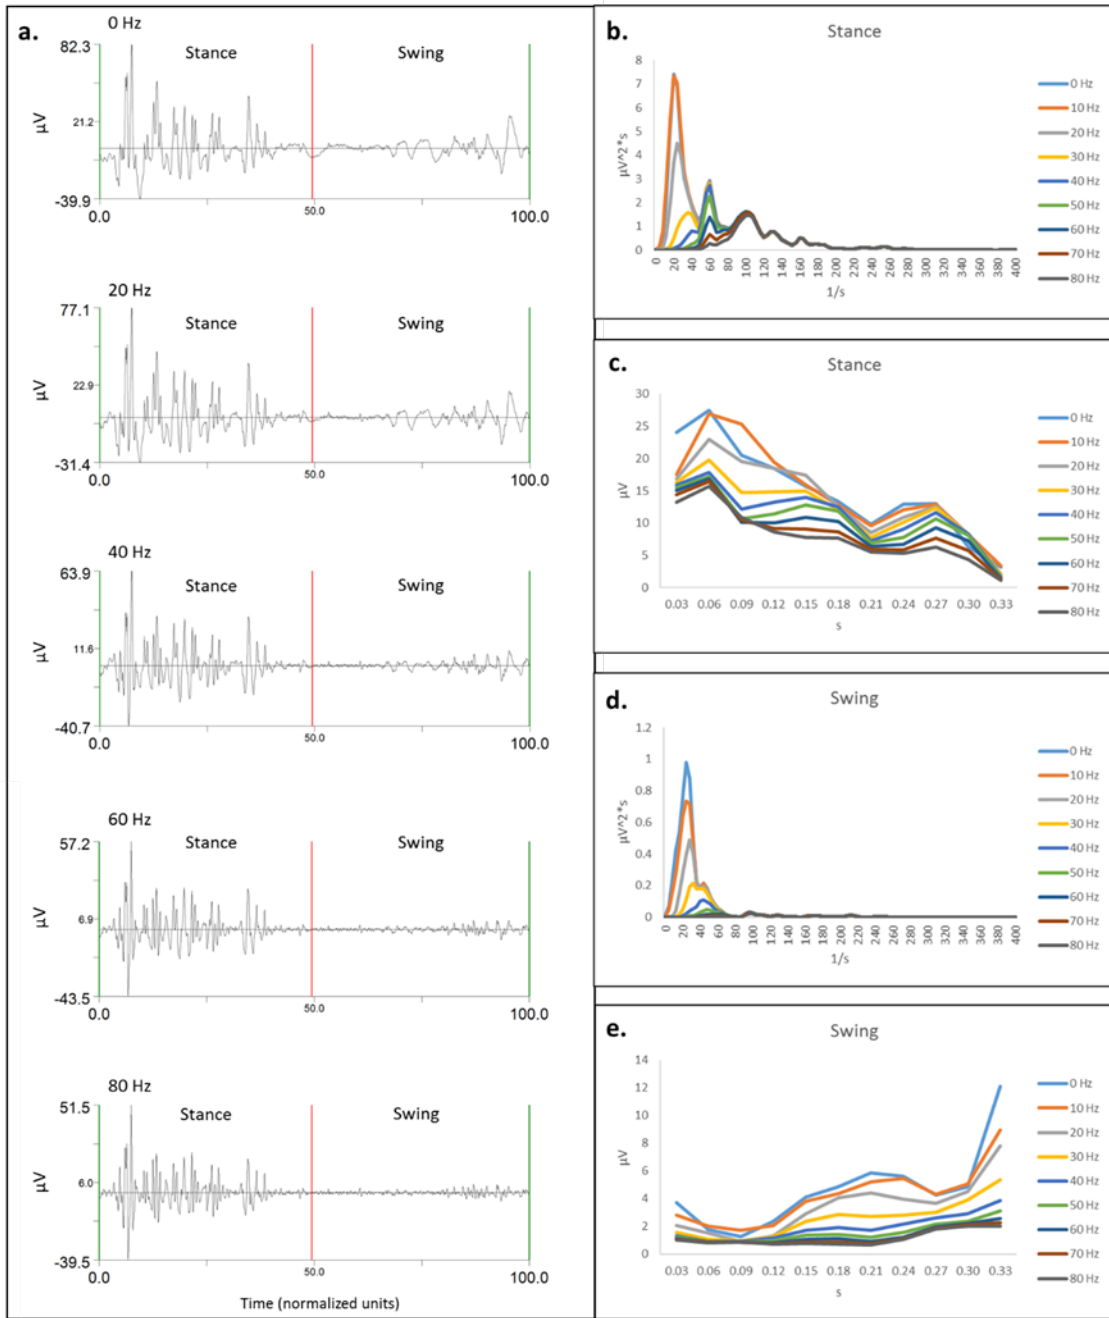 a.
0 Hz
82.3
Stance
Swing
µV
21.2
-39.9
0.0
50.0
100.0
20 Hz
77.1
Stance
Swing
µV
22.9
-31.4
0.0
50.0
100.0
40 Hz
63.9
Stance
Swing
µV
11.6
-40.7
0.0
50.0
100.0
60 Hz
57.2
Stance
Swing
µV
6.9
-43.5
0.0
50.0
100.0
80 Hz
51.5
Stance
Swing
µV
6.0
-39.5
0.0
50.0
100.0
Time (normalized units)
b.
Stance
8
7
6
5
4
3
2
1
0
µV^2*s
0 20 40 60 80 100 120 140 160 180 200 220 240 260 280 300 320 340 360 380 400
1/s
0 Hz
10 Hz
20 Hz
30 Hz
40 Hz
50 Hz
60 Hz
70 Hz
80 Hz
c.
Stance
30
25
20
15
10
5
0
µV
0.03 0.06 0.09 0.12 0.15 0.18 0.21 0.24 0.27 0.30 0.33
s
0 Hz
10 Hz
20 Hz
30 Hz
40 Hz
50 Hz
60 Hz
70 Hz
80 Hz
d.
Swing
1.2
1
0.8
0.6
0.4
0.2
0
µV^2*s
0 20 40 60 80 100 120 140 160 180 200 220 240 260 280 300 320 340 360 380 400
1/s
0 Hz
10 Hz
20 Hz
30 Hz
40 Hz
50 Hz
60 Hz
70 Hz
80 Hz
e.
Swing
14
12
10
8
6
4
2
0
µV
0.03 0.06 0.09 0.12 0.15 0.18 0.21 0.24 0.27 0.30 0.33
s
0 Hz
10 Hz
20 Hz
30 Hz
40 Hz
50 Hz
60 Hz
70 Hz
80 Hz